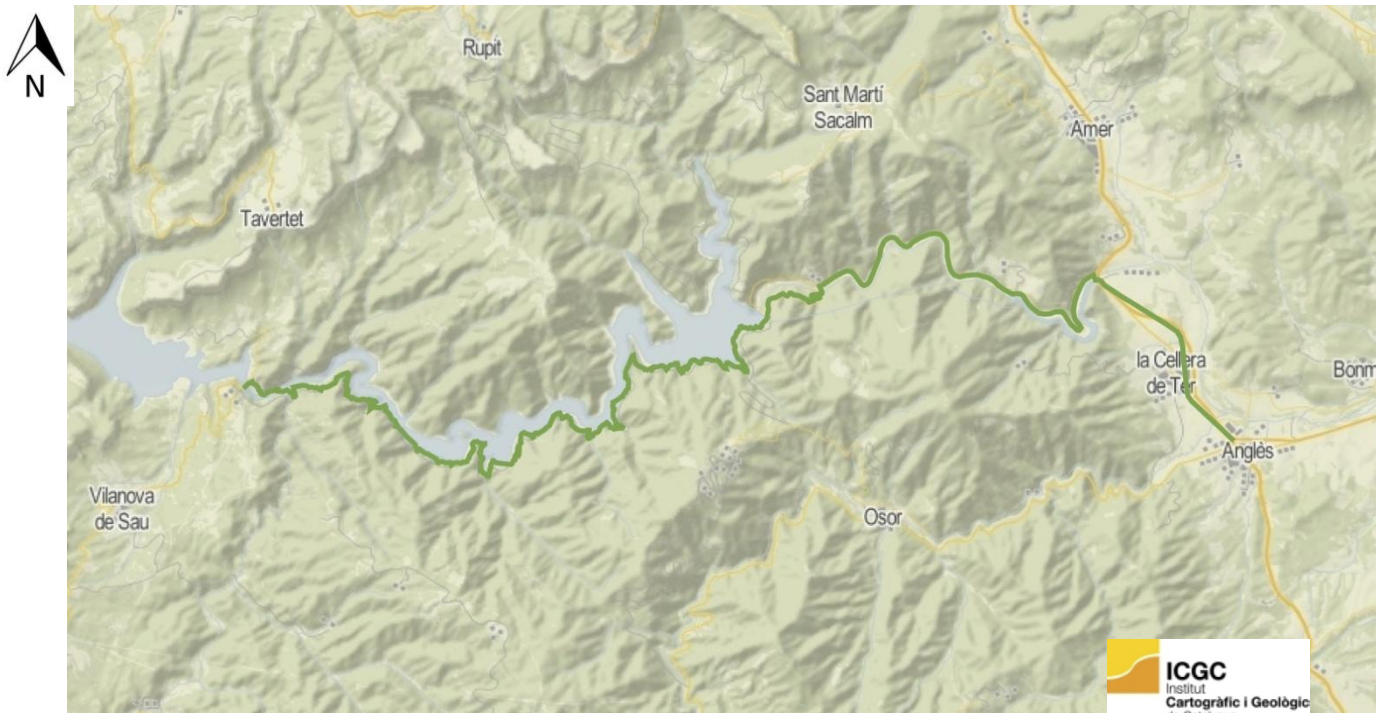 N
Rupit
Sant Martí
Sacalm
Amer
Tavertet
la Cellera
de Ter
Bonm
Anglès
Vilanova
de Sau
Osor
ICGC
Institut
Cartogràfic i Geològic